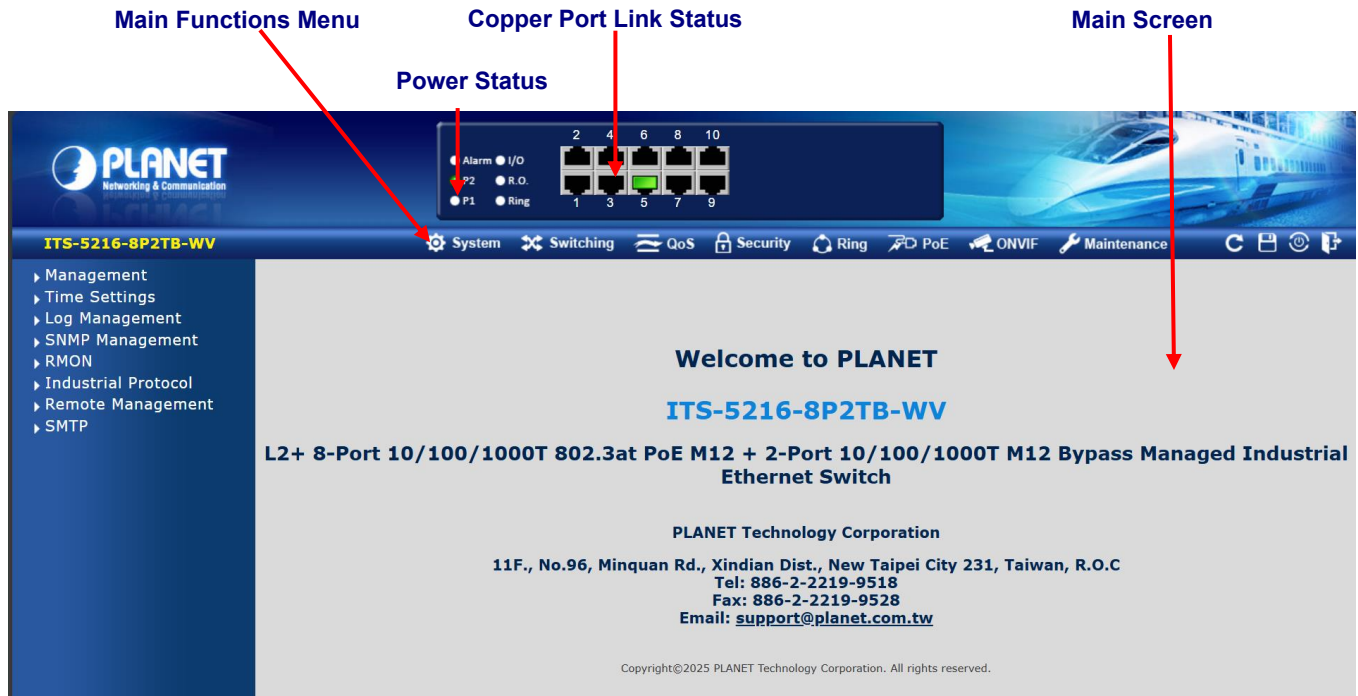 Main Functions Menu
Copper Port Link Status
Main Screen
Power Status
PLANET
Networking & Communication
2 4 6 8 10
Alarm I/O
P2 R.O.
P1 Ring
1 3 5 7 9
ITS-5216-8P2TB-WV
System Switching QoS Security Ring PoE ONVIF Maintenance
Management
Time Settings
Log Management
SNMP Management
RMON
Industrial Protocol
Remote Management
SMTP
Welcome to PLANET
ITS-5216-8P2TB-WV
L2+ 8-Port 10/100/1000T 802.3at PoE M12 + 2-Port 10/100/1000T M12 Bypass Managed Industrial
Ethernet Switch
PLANET Technology Corporation
11F., No.96, Minquan Rd., Xindian Dist., New Taipei City 231, Taiwan, R.O.C
Tel: 886-2-2219-9518
Fax: 886-2-2219-9528
Email: support@planet.com.tw
Copyright©2025 PLANET Technology Corporation. All rights reserved.